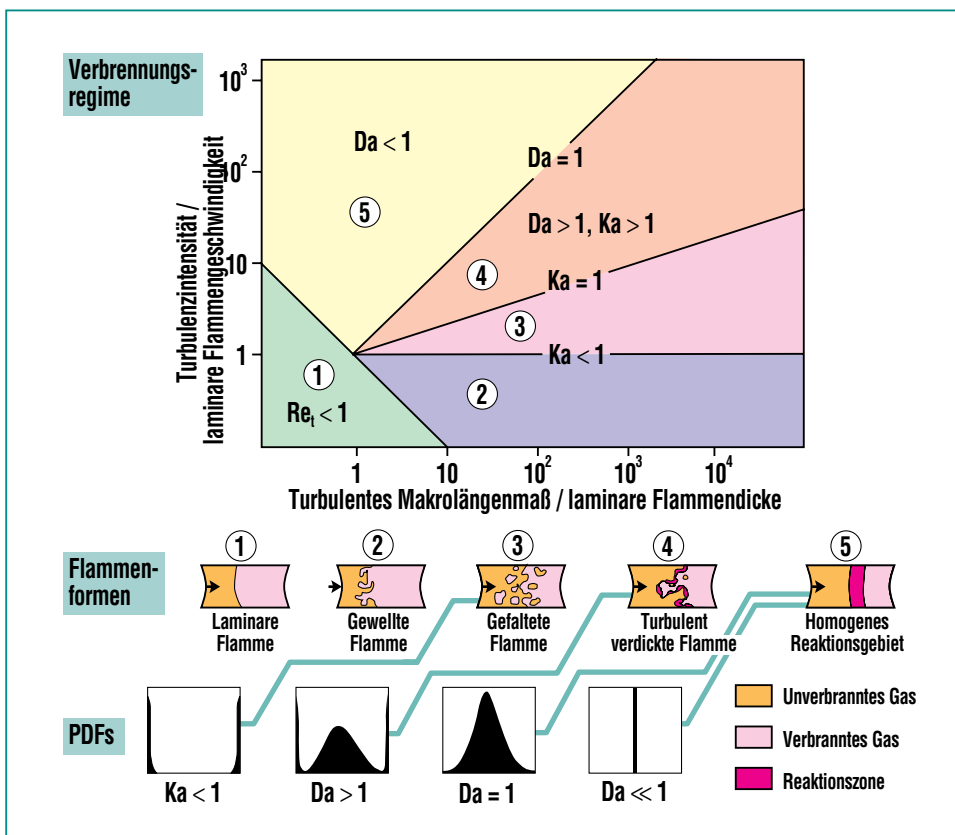 Verbrennungs-
regime
Turbulenzintensität /
laminare Flammengeschwindigkeit
10³
10²
10
1
Da < 1
Da = 1
⑤
Da > 1, Ka > 1
④
Ka = 1
③
Ka < 1
①
②
Reₜ < 1
1
10
10²
10³
10⁴
Turbulentes Makrolängenmaß / laminare Flammendicke
Flammen-
formen
①
②
③
④
⑤
Laminare
Flamme
Gewellte
Flamme
Gefaltete
Flamme
Turbulent
verdickte Flamme
Homogenes
Reaktionsgebiet
PDFs
Ka < 1
Da > 1
Da = 1
Da ≪ 1
Unverbranntes Gas
Verbranntes Gas
Reaktionszone